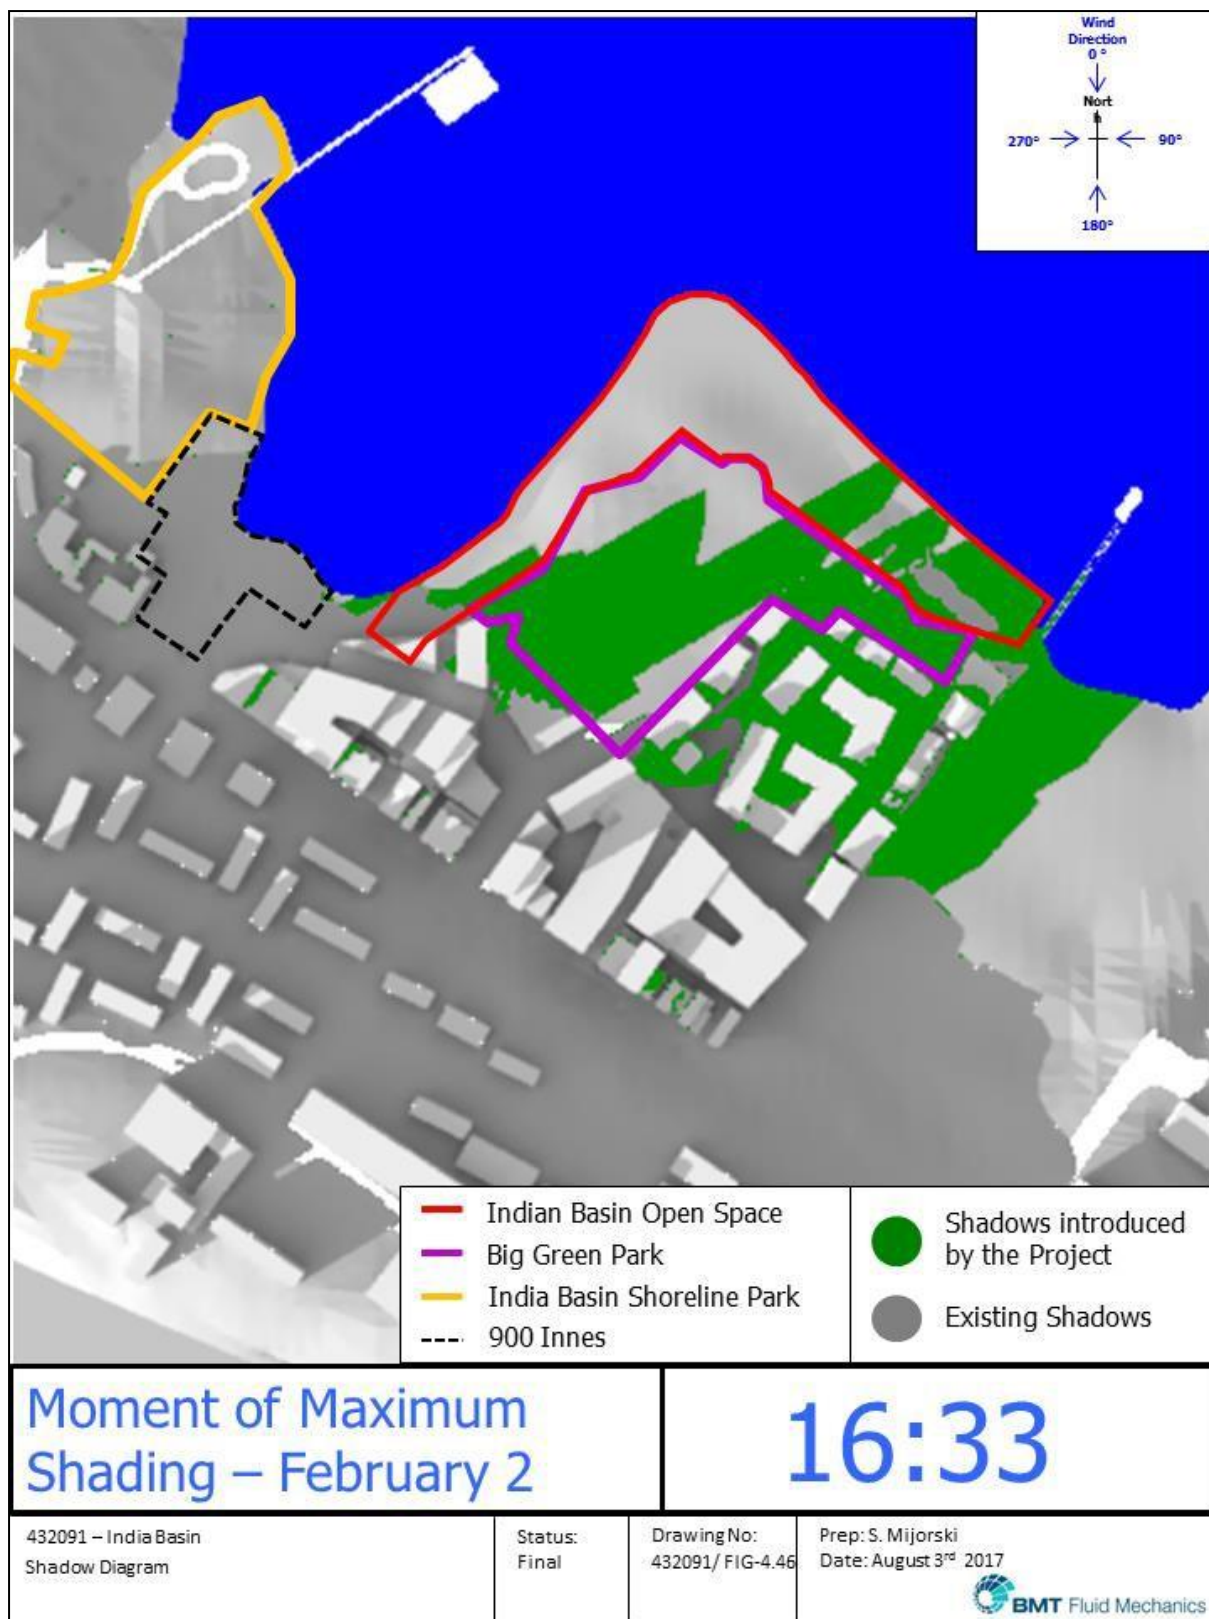 Wind
Direction
0 °
Nort
h
270°
90°
180°
Indian Basin Open Space
Big Green Park
India Basin Shoreline Park
900 Innes
Shadows introduced
by the Project
Existing Shadows
Moment of Maximum
Shading – February 2
16:33
432091 – India Basin
Shadow Diagram
Status:
Final
Drawing No:
432091/ FIG-4.46
Prep: S. Mijorski
Date: August 3rd 2017
BMT Fluid Mechanics